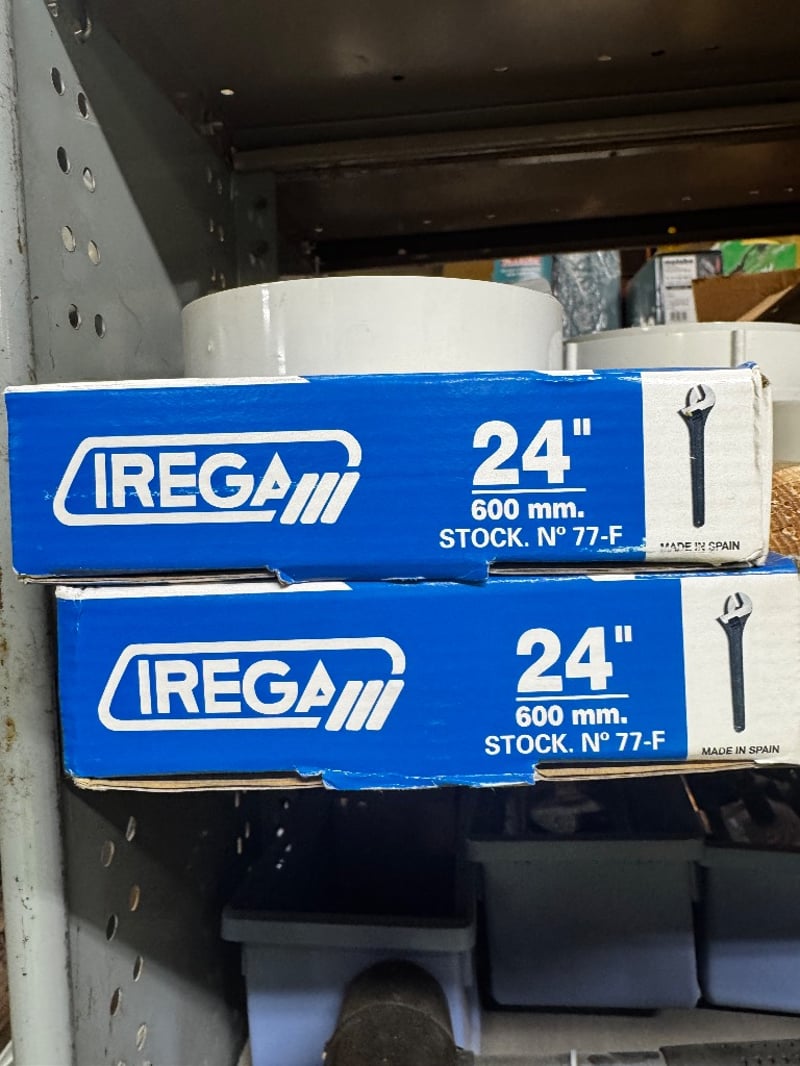 IREGA
24"
600 mm.
STOCK. Nº 77-F
MADE IN SPAIN
IREGA
24"
600 mm.
STOCK. Nº 77-F
MADE IN SPAIN